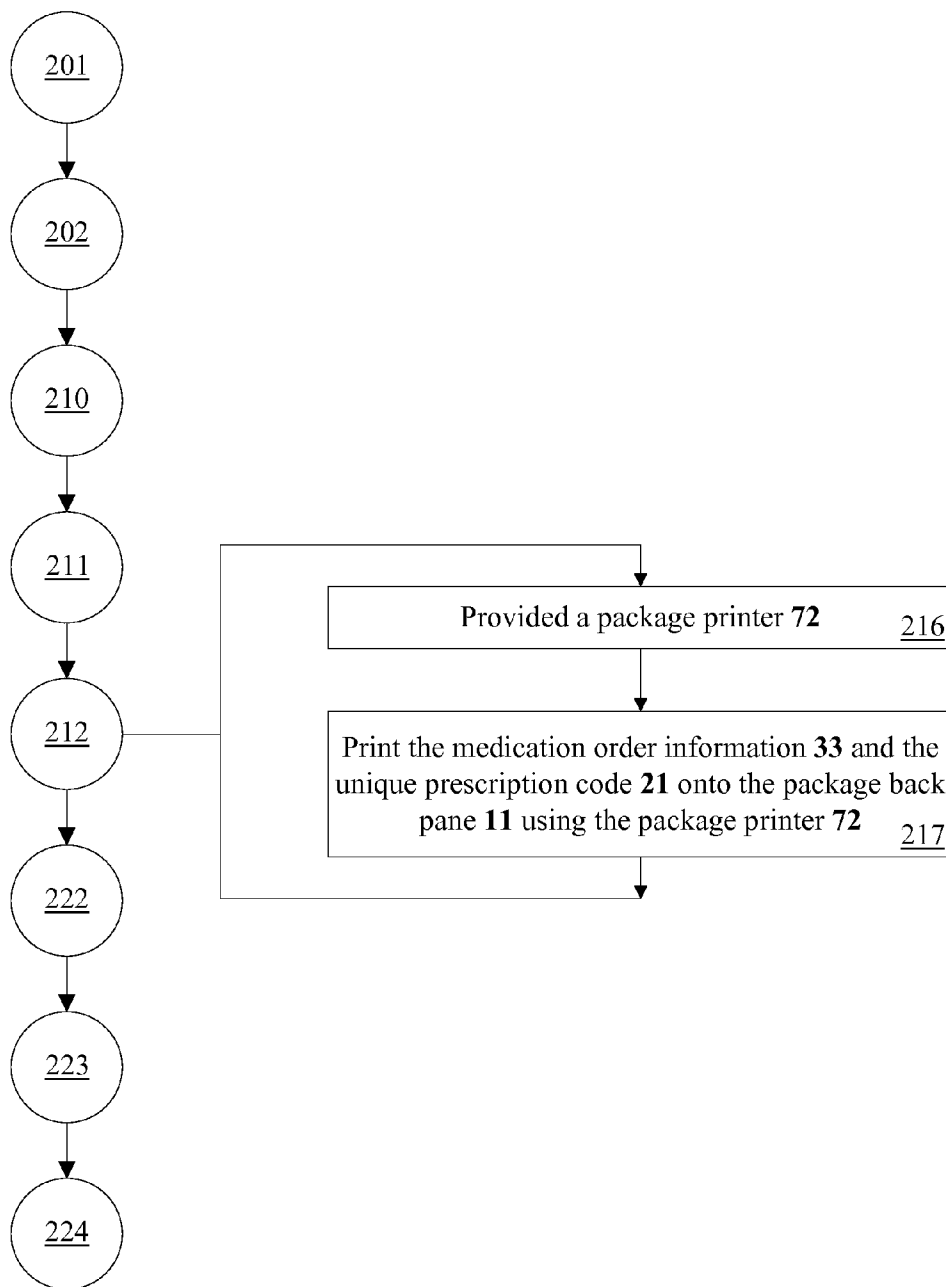 201
202
210
211
212
222
223
224
Provided a package printer 72
216
Print the medication order information 33 and the
unique prescription code 21 onto the package back
pane 11 using the package printer 72
217